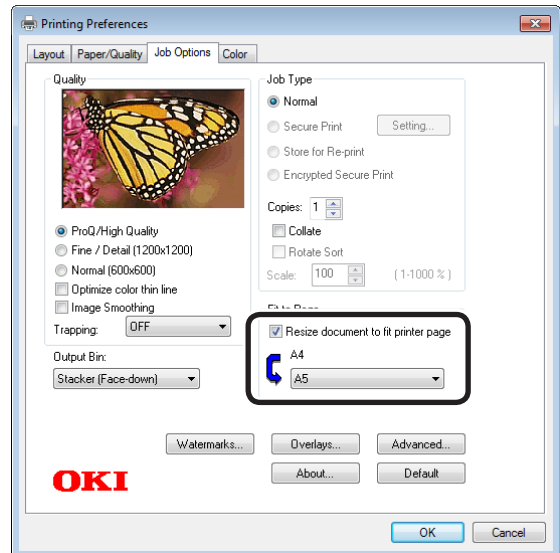 Printing Preferences
Layout Paper/Quality Job Options Color
Quality
ProQ/High Quality
Fine / Detail (1200x1200)
Normal (600x600)
Optimize color thin line
Image Smoothing
Trapping: OFF
Output Bin:
Stacker (Face-down)
Job Type
Normal
Secure Print Setting...
Store for Re-print
Encrypted Secure Print
Copies: 1
Collate
Rotate Sort
Scale: 100 (1-1000 %)
Fit to Page
Resize document to fit printer page
A4
A5
Watermarks... Overlays... Advanced...
About... Default
OKI
OK Cancel